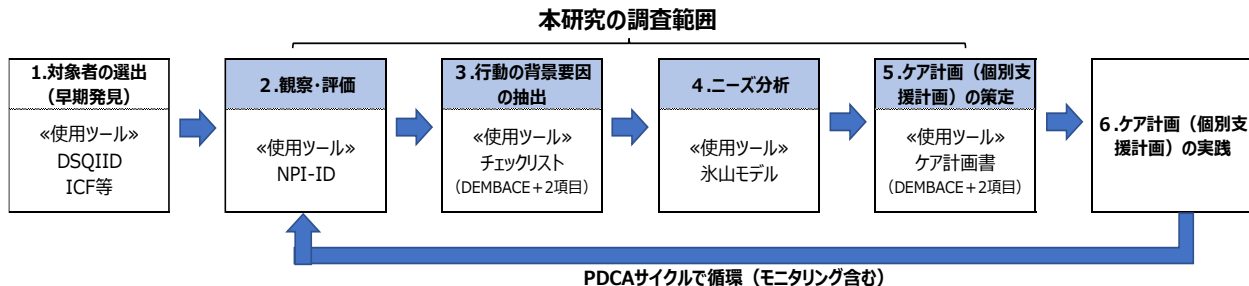 本研究の調査範囲
1.対象者の選出
（早期発見）
«使用ツール»
DSQIID
ICF等
２.観察・評価
«使用ツール»
NPI-ID
３.行動の背景要因
の抽出
«使用ツール»
チェックリスト
(DEMBACE＋2項目）
４.ニーズ分析
«使用ツール»
氷山モデル
５.ケア計画（個別支
援計画）の策定
«使用ツール»
ケア計画書
(DEMBACE＋2項目）
６.ケア計画（個別支
援計画）の実践
PDCAサイクルで循環（モニタリング含む）